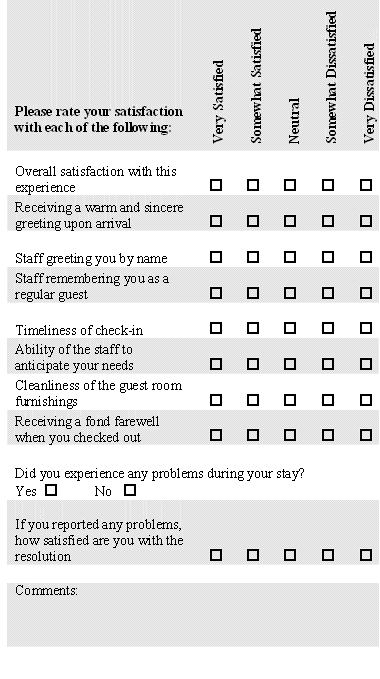 Please rate your satisfaction
with each of the following:
Very Satisfied
Somewhat Satisfied
Neutral
Somewhat Dissatisfied
Very Dissatisfied
Overall satisfaction with this
experience
Receiving a warm and sincere
greeting upon arrival
Staff greeting you by name
Staff remembering you as a
regular guest
Timeliness of check-in
Ability of the staff to
anticipate your needs
Cleanliness of the guest room
furnishings
Receiving a fond farewell
when you checked out
Did you experience any problems during your stay?
Yes No
If you reported any problems,
how satisfied are you with the
resolution
Comments: